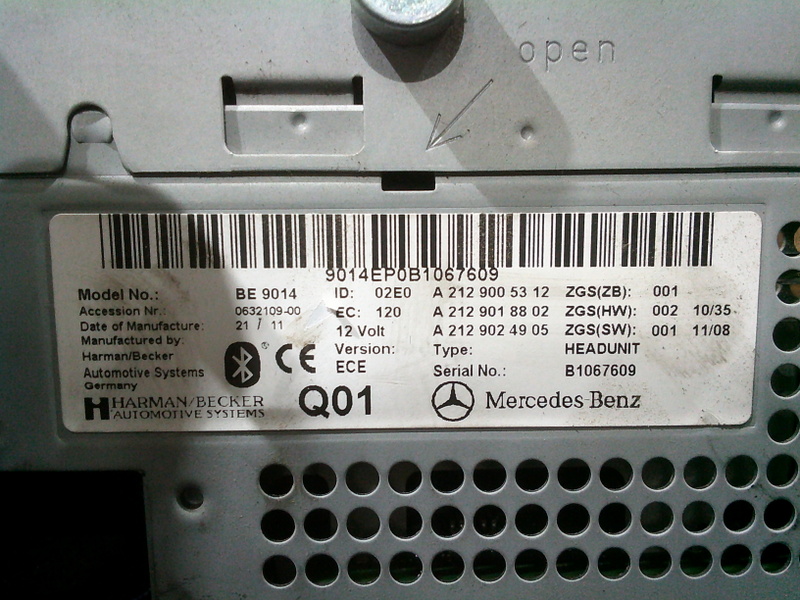 open
9014EP0B1067609
Model No.: BE 9014 ID: 02E0 A 212 900 53 12 ZGS(ZB): 001
Accession Nr.: 0632109-00 EC: 120 A 212 901 88 02 ZGS(HW): 002 10/35
Date of Manufacture: 21 / 11 12 Volt A 212 902 49 05 ZGS(SW): 001 11/08
Manufactured by: Version: Type: HEADUNIT
Harman/Becker ECE Serial No.: B1067609
Automotive Systems
Germany
HARMAN/BECKER Q01 Mercedes-Benz
AUTOMOTIVE SYSTEMS